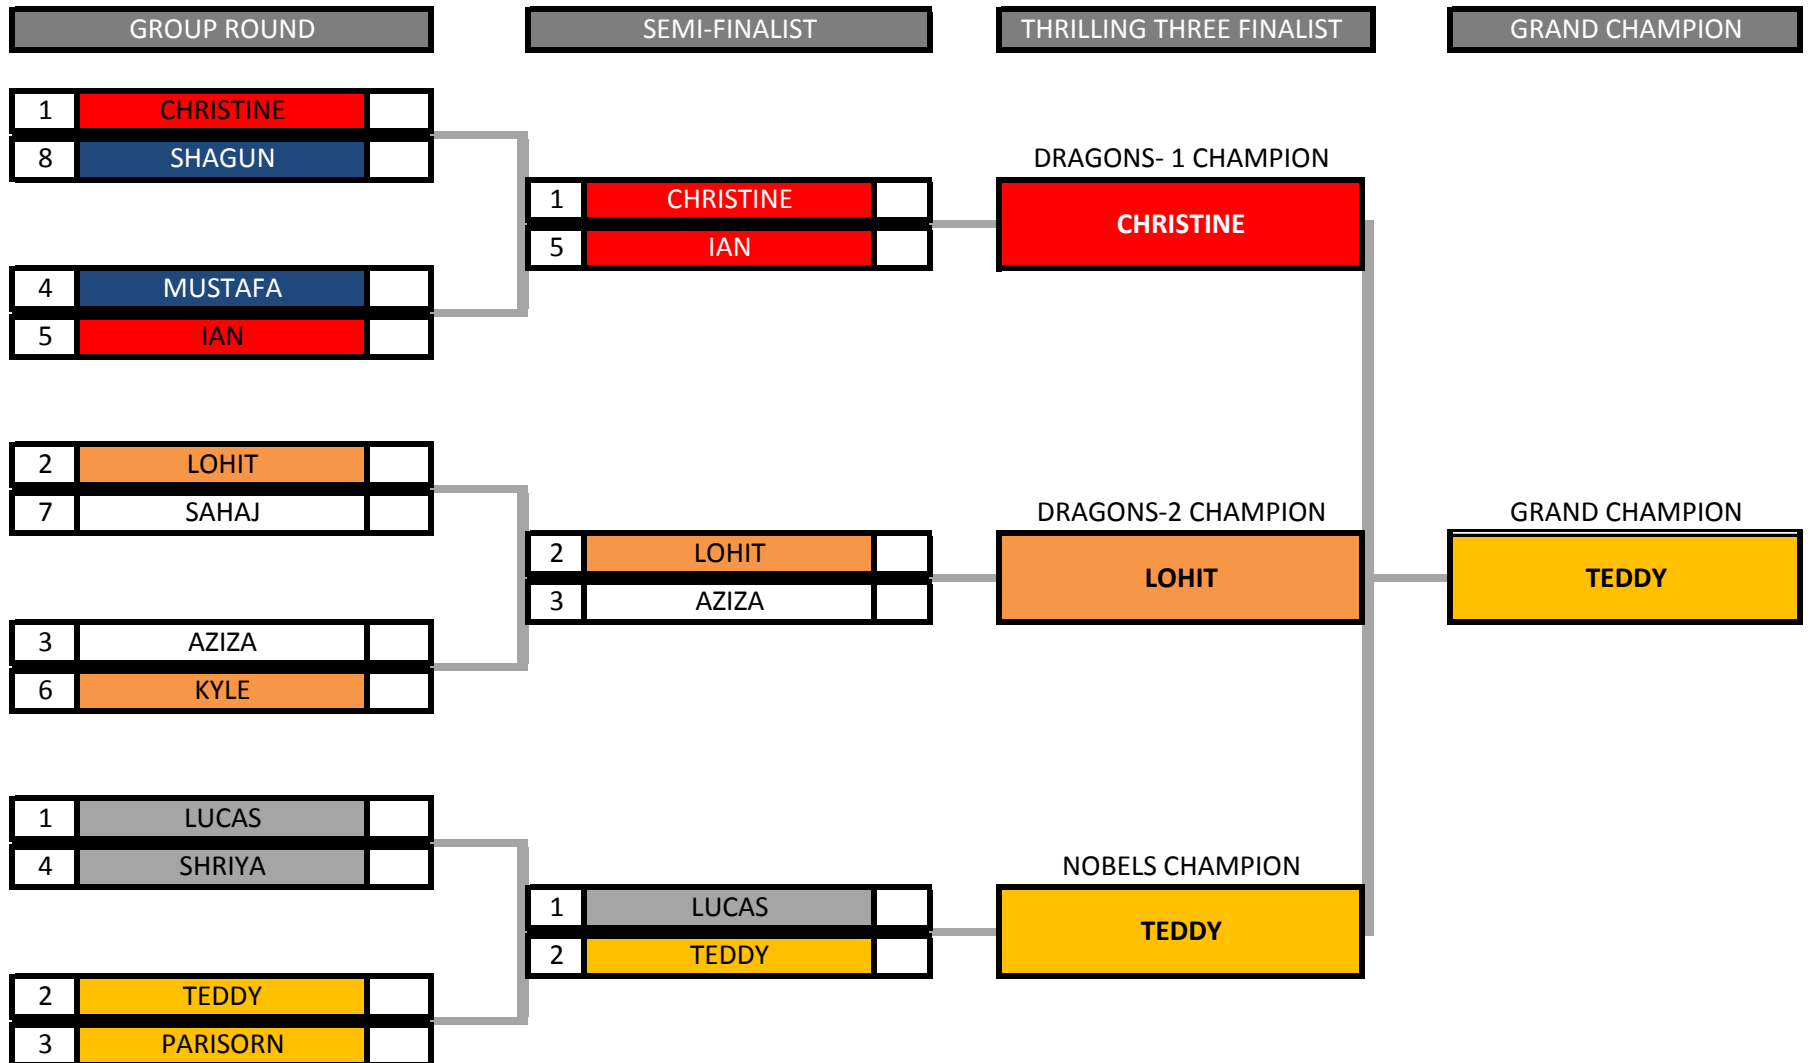 GROUP ROUND SEMI-FINALIST THRILLING THREE FINALIST GRAND CHAMPION
1 CHRISTINE
8 SHAGUN
4 MUSTAFA
5 IAN
2 LOHIT
7 SAHAJ
3 AZIZA
6 KYLE
1 LUCAS
4 SHRIYA
2 TEDDY
3 PARISORN
1 CHRISTINE
5 IAN
2 LOHIT
3 AZIZA
1 LUCAS
2 TEDDY
DRAGONS- 1 CHAMPION
CHRISTINE
DRAGONS-2 CHAMPION
LOHIT
NOBELS CHAMPION
TEDDY
GRAND CHAMPION
TEDDY